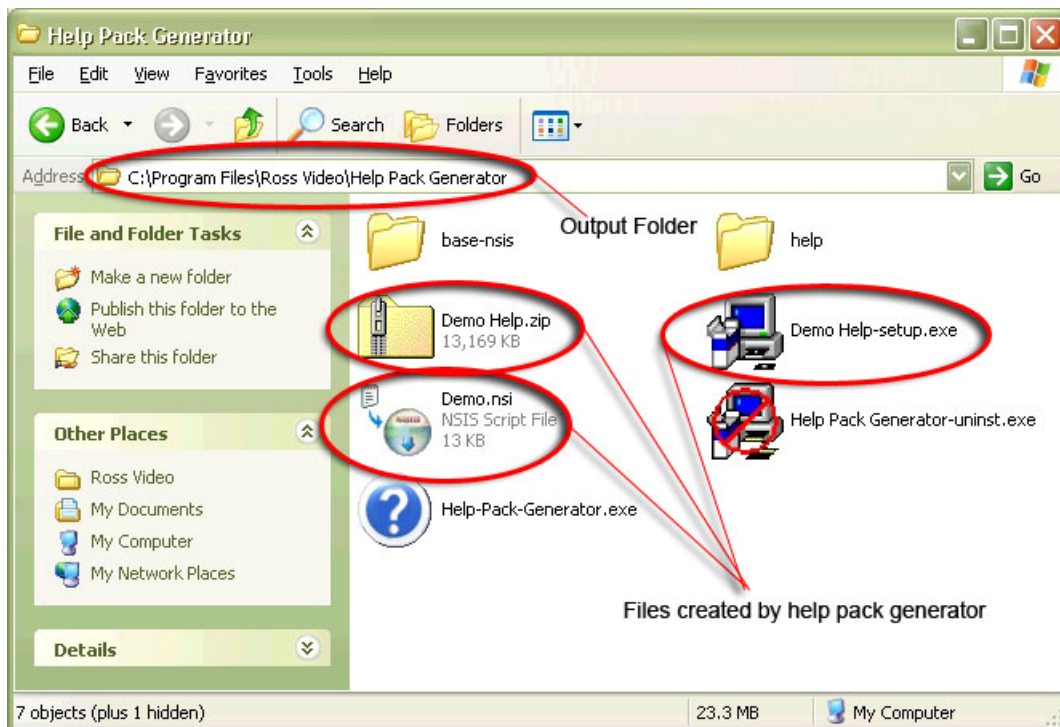 Help Pack Generator
File Edit View Favorites Tools Help
Back Search Folders
Address C:\Program Files\Ross Video\Help Pack Generator Go
File and Folder Tasks
Make a new folder
Publish this folder to the
Web
Share this folder
Other Places
Ross Video
My Documents
My Computer
My Network Places
Details
base-nsis
Output Folder
help
Demo Help.zip
13,169 KB
Demo Help-setup.exe
Demo.nsi
NSIS Script File
13 KB
Help Pack Generator-uninst.exe
Help-Pack-Generator.exe
Files created by help pack generator
7 objects (plus 1 hidden) 23.3 MB My Computer